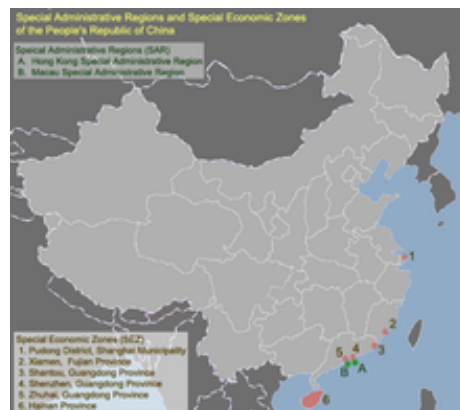 Special Administrative Regions and Special Economic Zones
of the People's Republic of China
Speical Administrative Regions (SAR)
A. Hong Kong Special Administrative Region
B. Macau Special Administrative Region
1
2
3
5 4
B A
6
Special Economic Zones (SEZ)
1. Pudong District, Shanghai Municipality
2. Xiamen, Fujian Province
3. Shantou, Guangdong Province
4. Shenzhen, Guangdong Province
5. Zhuhai, Guangdong Province
6. Hainan Province